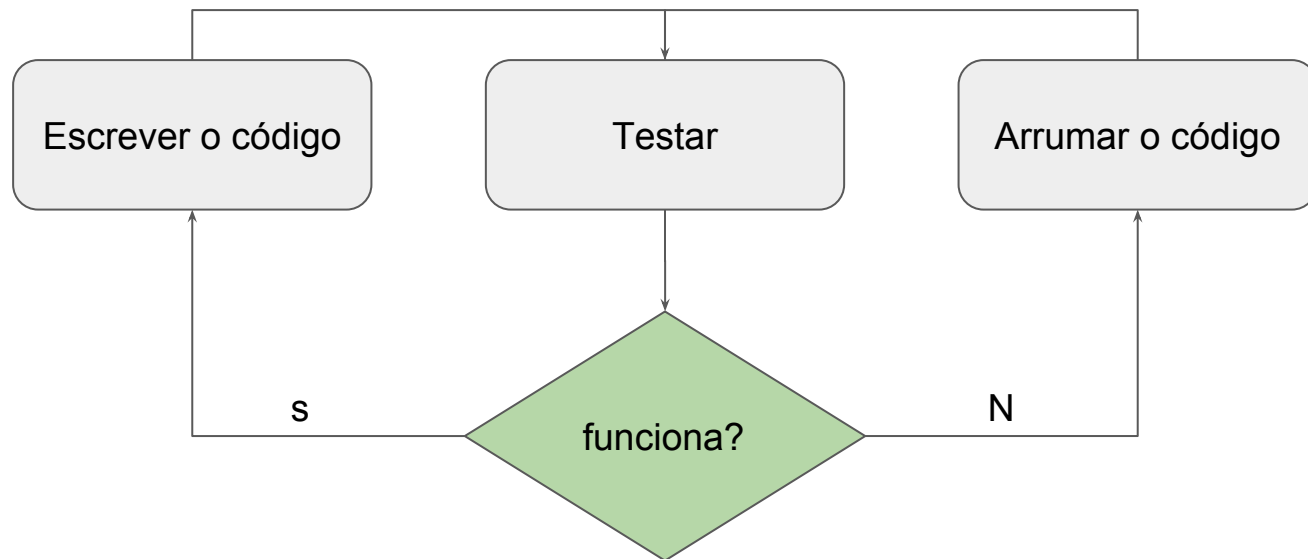 Escrever o código
Testar
Arrumar o código
s
N
funciona?